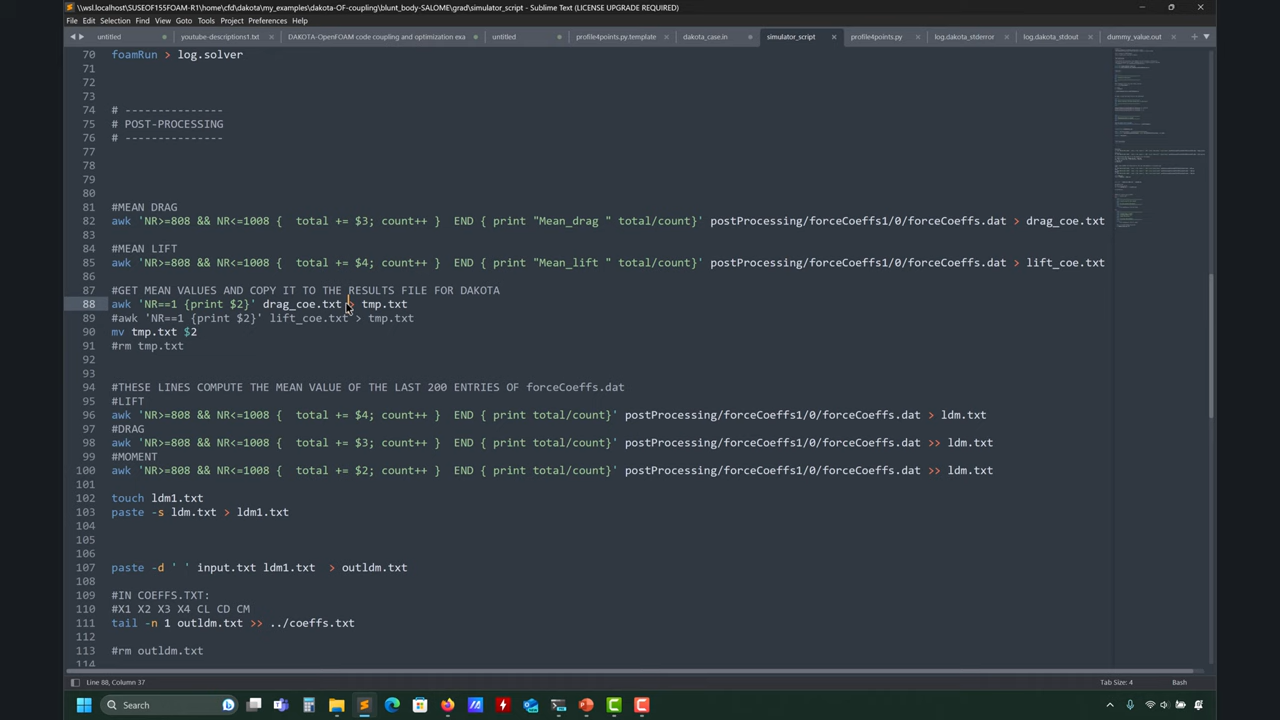 \\wsl.localhost\SUSEOF155FOAM-R1\home\cfd\dakota\my_examples\dakota-OF-coupling\blunt_body-SALOME\grad\simulator_script - Sublime Text (LICENSE UPGRADE REQUIRED)
File Edit Selection Find View Goto Tools Project Preferences Help
untitled youtube-descriptions1.txt DAKOTA-OpenFOAM code coupling and optimization exa untitled profile4points.py.template dakota_case.in simulator_script profile4points.py log.dakota_stderror log.dakota_stdout dummy_value.out
70 foamRun > log.solver
71
72
73
74 # ---------------
75 # POST-PROCESSING
76 # ---------------
77
78
79
80
81 #MEAN DRAG
82 awk 'NR>=808 && NR<=1008 {  total += $3; count++ }  END { print "Mean_drag " total/count}' postProcessing/forceCoeffs1/0/forceCoeffs.dat > drag_coe.txt
83
84 #MEAN LIFT
85 awk 'NR>=808 && NR<=1008 {  total += $4; count++ }  END { print "Mean_lift " total/count}' postProcessing/forceCoeffs1/0/forceCoeffs.dat > lift_coe.txt
86
87 #GET MEAN VALUES AND COPY IT TO THE RESULTS FILE FOR DAKOTA
88 awk 'NR==1 {print $2}' drag_coe.txt > tmp.txt
89 #awk 'NR==1 {print $2}' lift_coe.txt > tmp.txt
90 mv tmp.txt $2
91 #rm tmp.txt
92
93
94 #THESE LINES COMPUTE THE MEAN VALUE OF THE LAST 200 ENTRIES OF forceCoeffs.dat
95 #LIFT
96 awk 'NR>=808 && NR<=1008 {  total += $4; count++ }  END { print total/count}' postProcessing/forceCoeffs1/0/forceCoeffs.dat > ldm.txt
97 #DRAG
98 awk 'NR>=808 && NR<=1008 {  total += $3; count++ }  END { print total/count}' postProcessing/forceCoeffs1/0/forceCoeffs.dat >> ldm.txt
99 #MOMENT
100 awk 'NR>=808 && NR<=1008 {  total += $2; count++ }  END { print total/count}' postProcessing/forceCoeffs1/0/forceCoeffs.dat >> ldm.txt
101
102 touch ldm1.txt
103 paste -s ldm.txt > ldm1.txt
104
105
106
107 paste -d ' ' input.txt ldm1.txt  > outldm.txt
108
109 #IN COEFFS.TXT:
110 #X1 X2 X3 X4 CL CD CM
111 tail -n 1 outldm.txt >> ../coeffs.txt
112
113 #rm outldm.txt
114
Line 88, Column 37 Tab Size: 4 Bash
Search